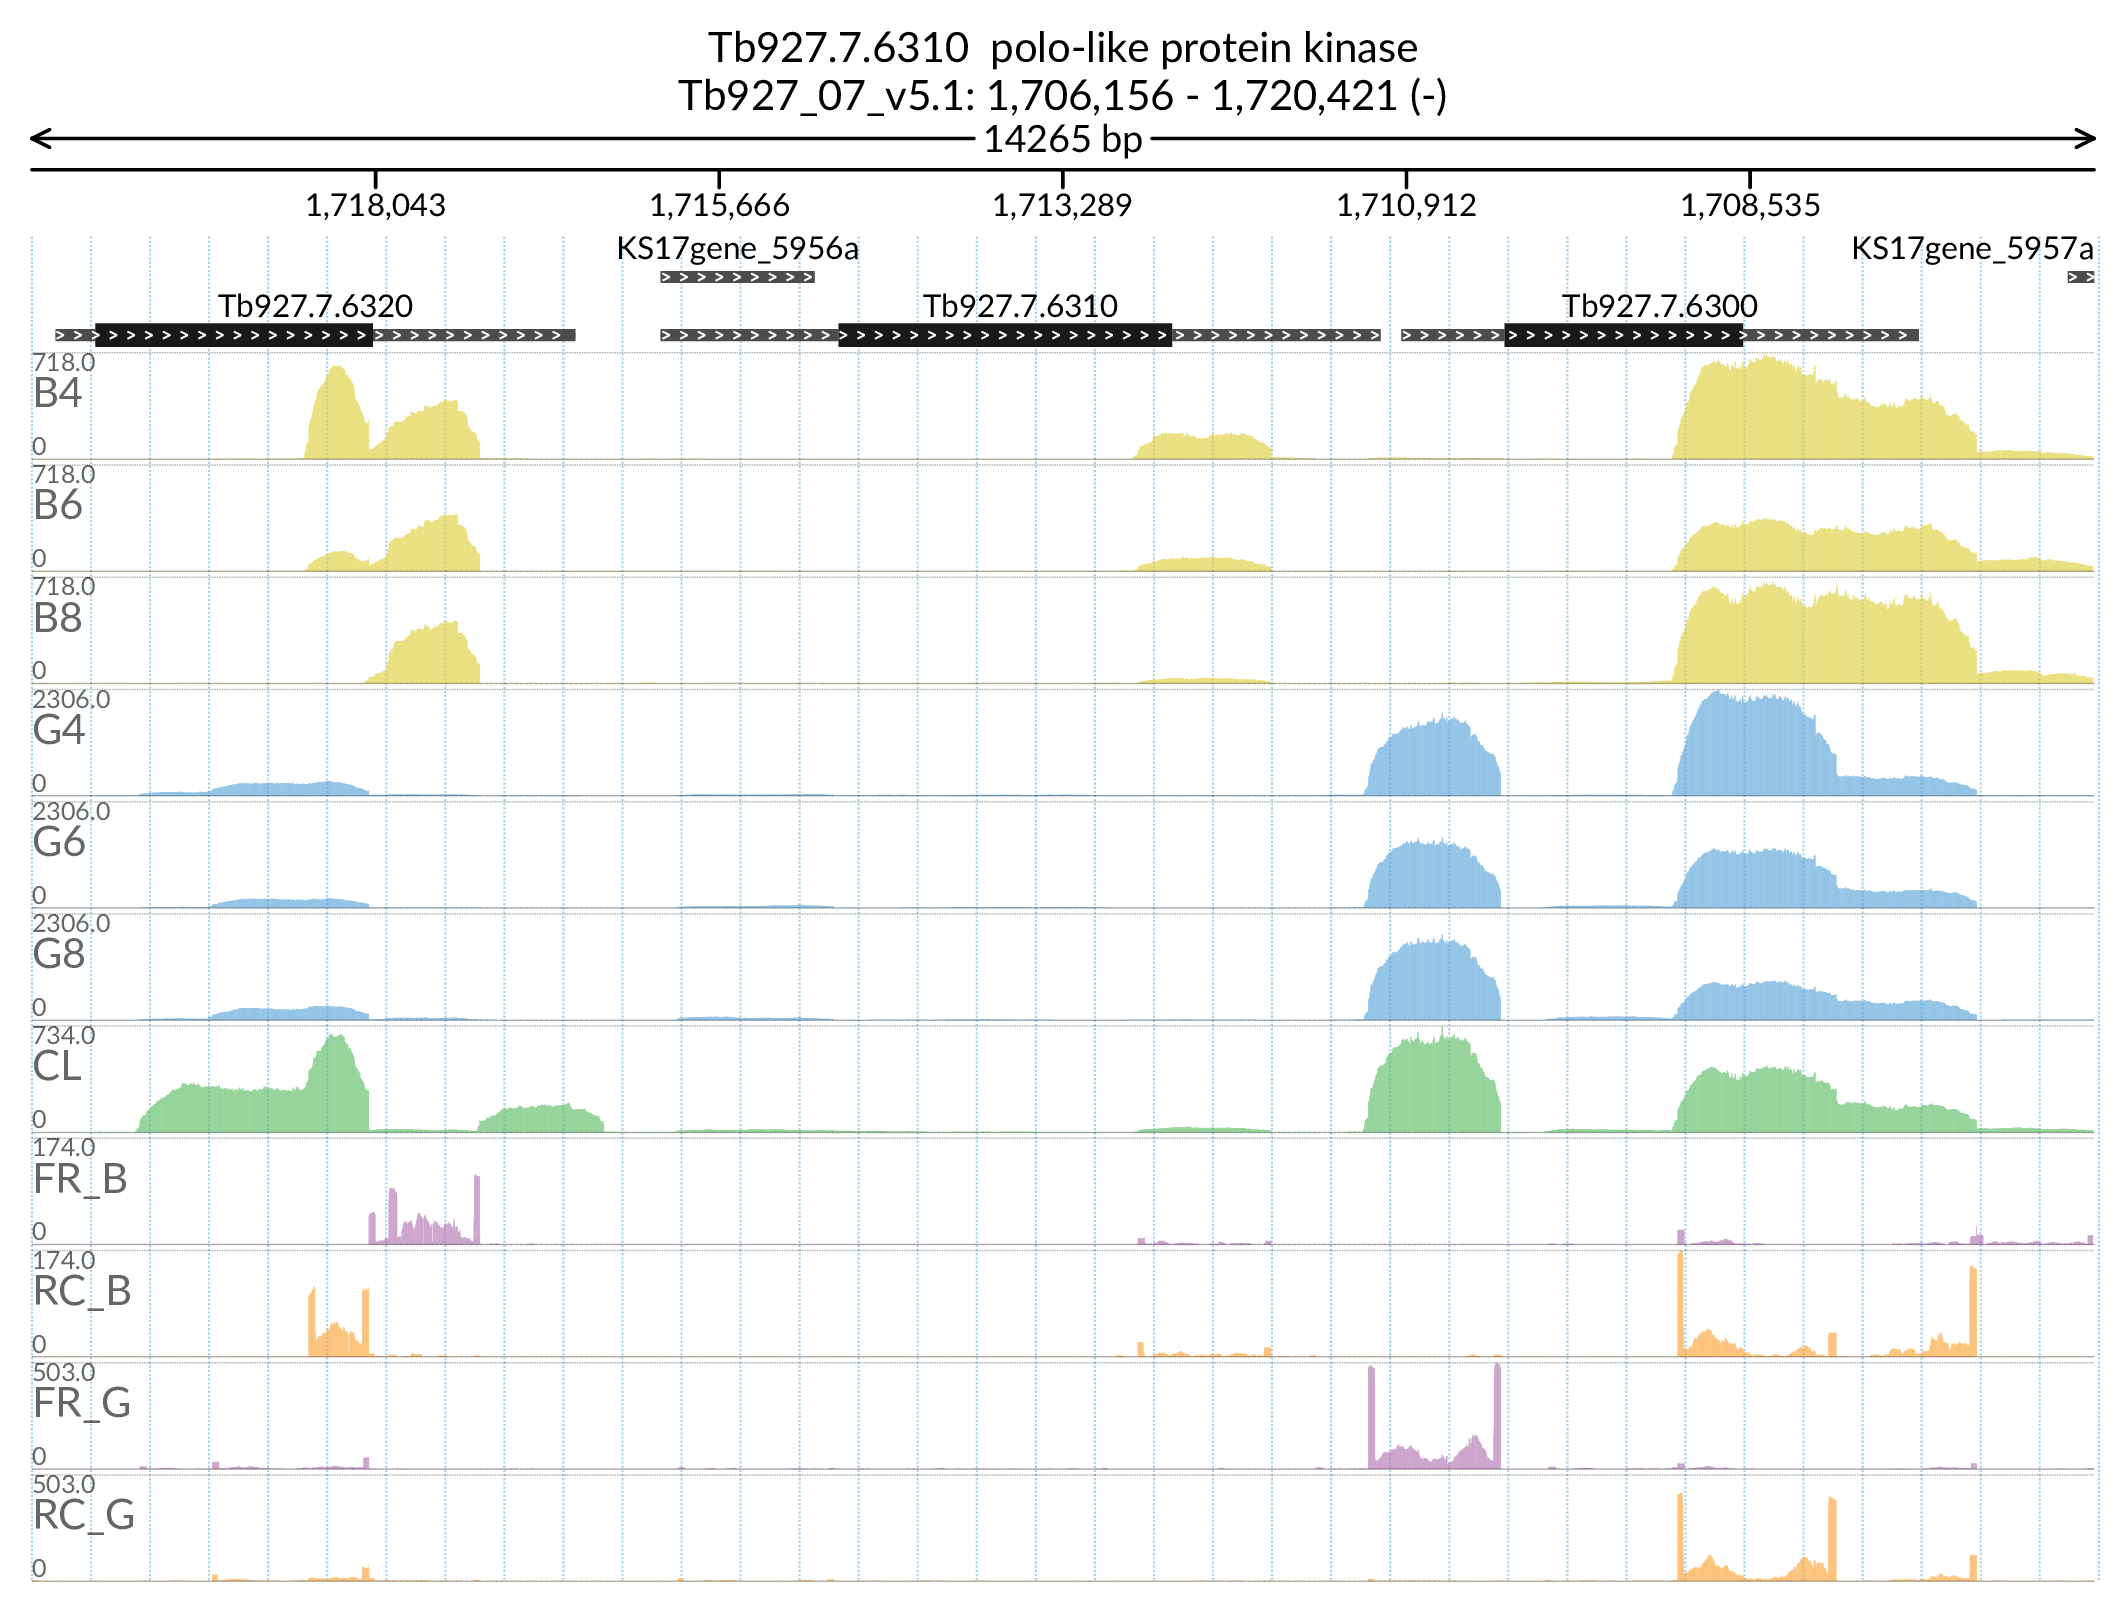 Tb927.7.6310  polo-like protein kinase
Tb927_07_v5.1: 1,706,156 - 1,720,421 (-)
14265 bp
1,718,043 1,715,666 1,713,289 1,710,912 1,708,535
KS17gene_5956a KS17gene_5957a
Tb927.7.6320 Tb927.7.6310 Tb927.7.6300
718.0
B4
0
718.0
B6
0
718.0
B8
0
2306.0
G4
0
2306.0
G6
0
2306.0
G8
0
734.0
CL
0
174.0
FR_B
0
174.0
RC_B
0
503.0
FR_G
0
503.0
RC_G
0